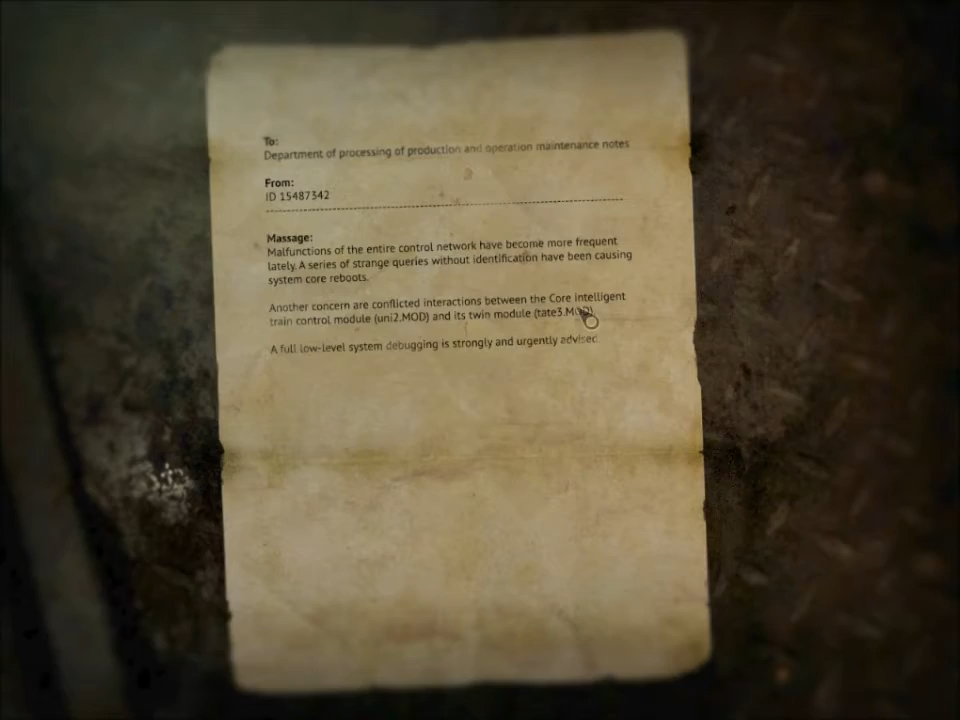 To:
Department of processing of production and operation maintenance notes
From:
ID 15487342
Massage:
Malfunctions of the entire control network have become more frequent
lately. A series of strange queries without identification have been causing
system core reboots.
Another concern are conflicted interactions between the Core intelligent
train control module (uni2.MOD) and its twin module (tate3.MOD).
A full low-level system debugging is strongly and urgently advised.